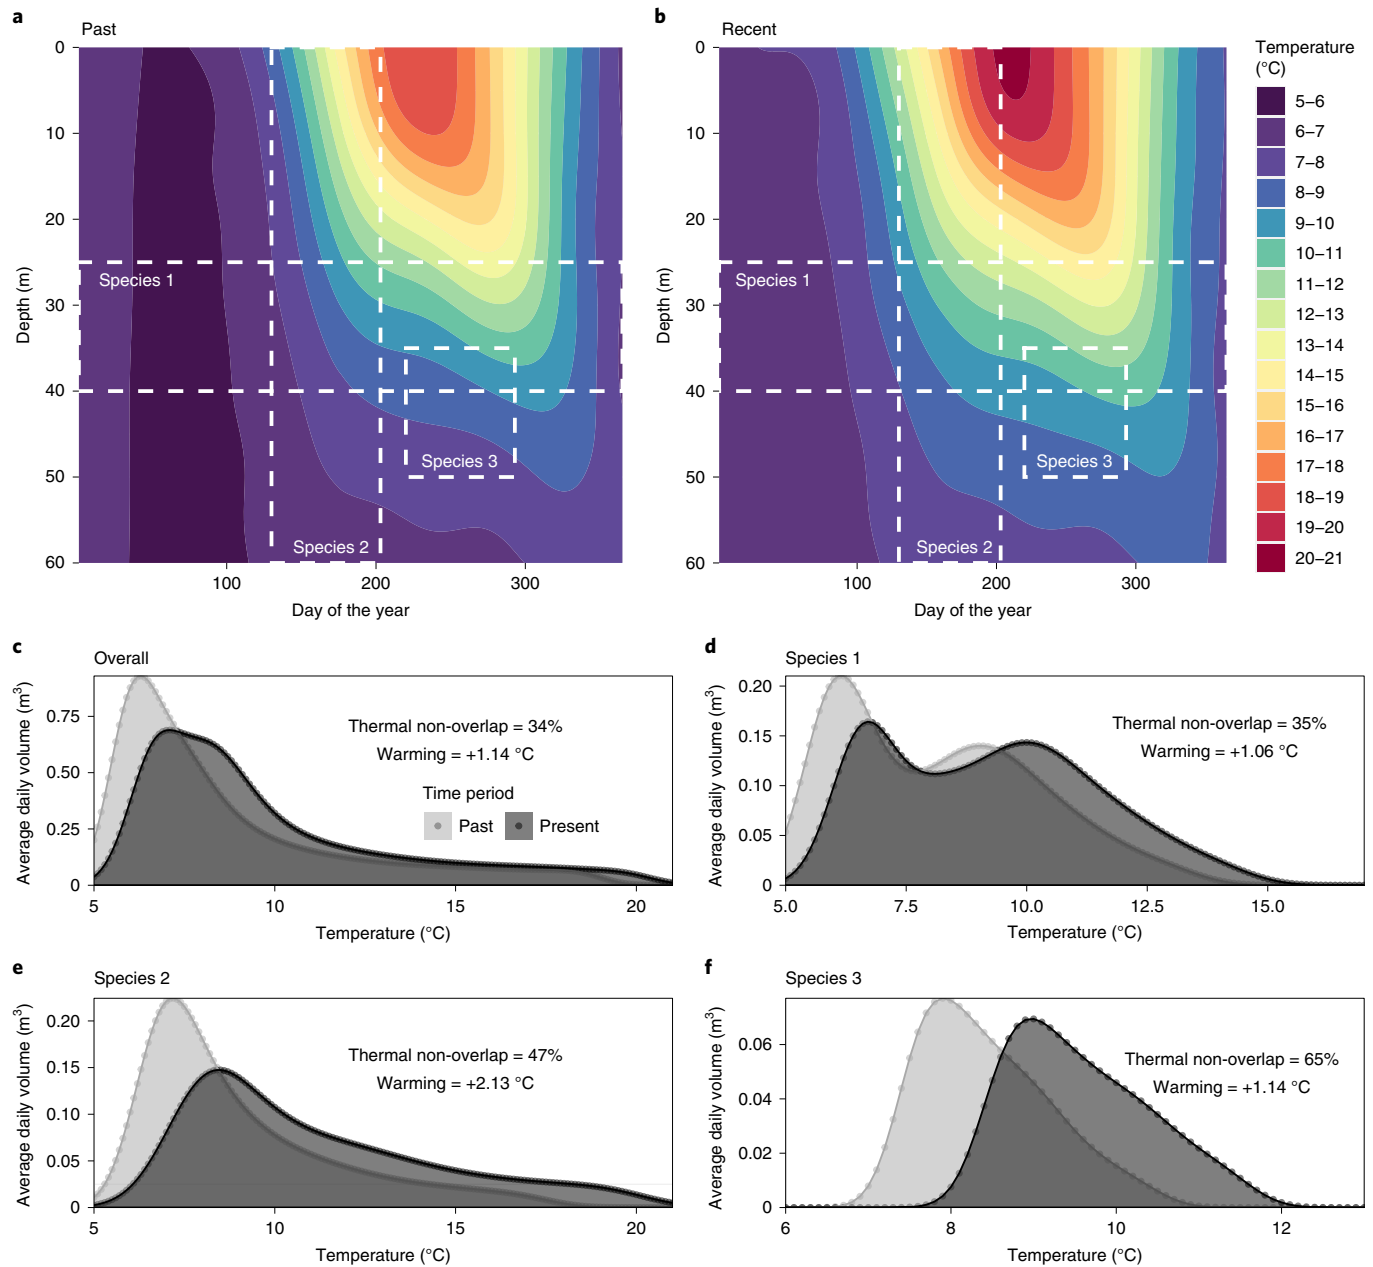 a
Past
0
10
20
30
40
50
60
Depth (m)
Species 1
Species 3
Species 2
100
200
300
Day of the year
b
Recent
0
10
20
30
40
50
60
Depth (m)
Species 1
Species 3
Species 2
100
200
300
Day of the year
Temperature
(°C)
5–6
6–7
7–8
8–9
9–10
10–11
11–12
12–13
13–14
14–15
15–16
16–17
17–18
18–19
19–20
20–21
c
Overall
Average daily volume (m³)
0.75
0.50
0.25
0
Thermal non-overlap = 34%
Warming = +1.14 °C
Time period
Past
Present
5
10
15
20
Temperature (°C)
d
Species 1
Average daily volume (m³)
0.20
0.15
0.10
0.05
0
Thermal non-overlap = 35%
Warming = +1.06 °C
5.0
7.5
10.0
12.5
15.0
Temperature (°C)
e
Species 2
Average daily volume (m³)
0.20
0.15
0.10
0.05
0
Thermal non-overlap = 47%
Warming = +2.13 °C
5
10
15
20
Temperature (°C)
f
Species 3
Average daily volume (m³)
0.06
0.04
0.02
0
Thermal non-overlap = 65%
Warming = +1.14 °C
6
8
10
12
Temperature (°C)